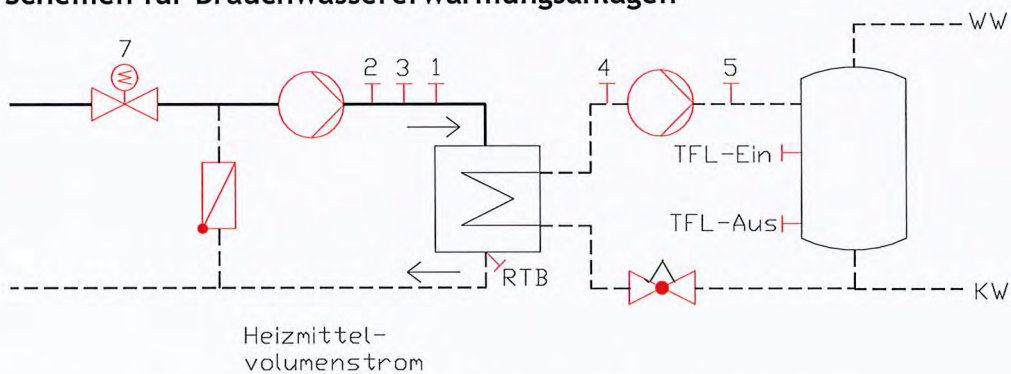 Schemen für Brauchwassererwärmungsanlagen
WW
7
2 3 1
4
5
TFL-Ein
TFL-Aus
RTB
KW
Heizmittel-
volumenstrom